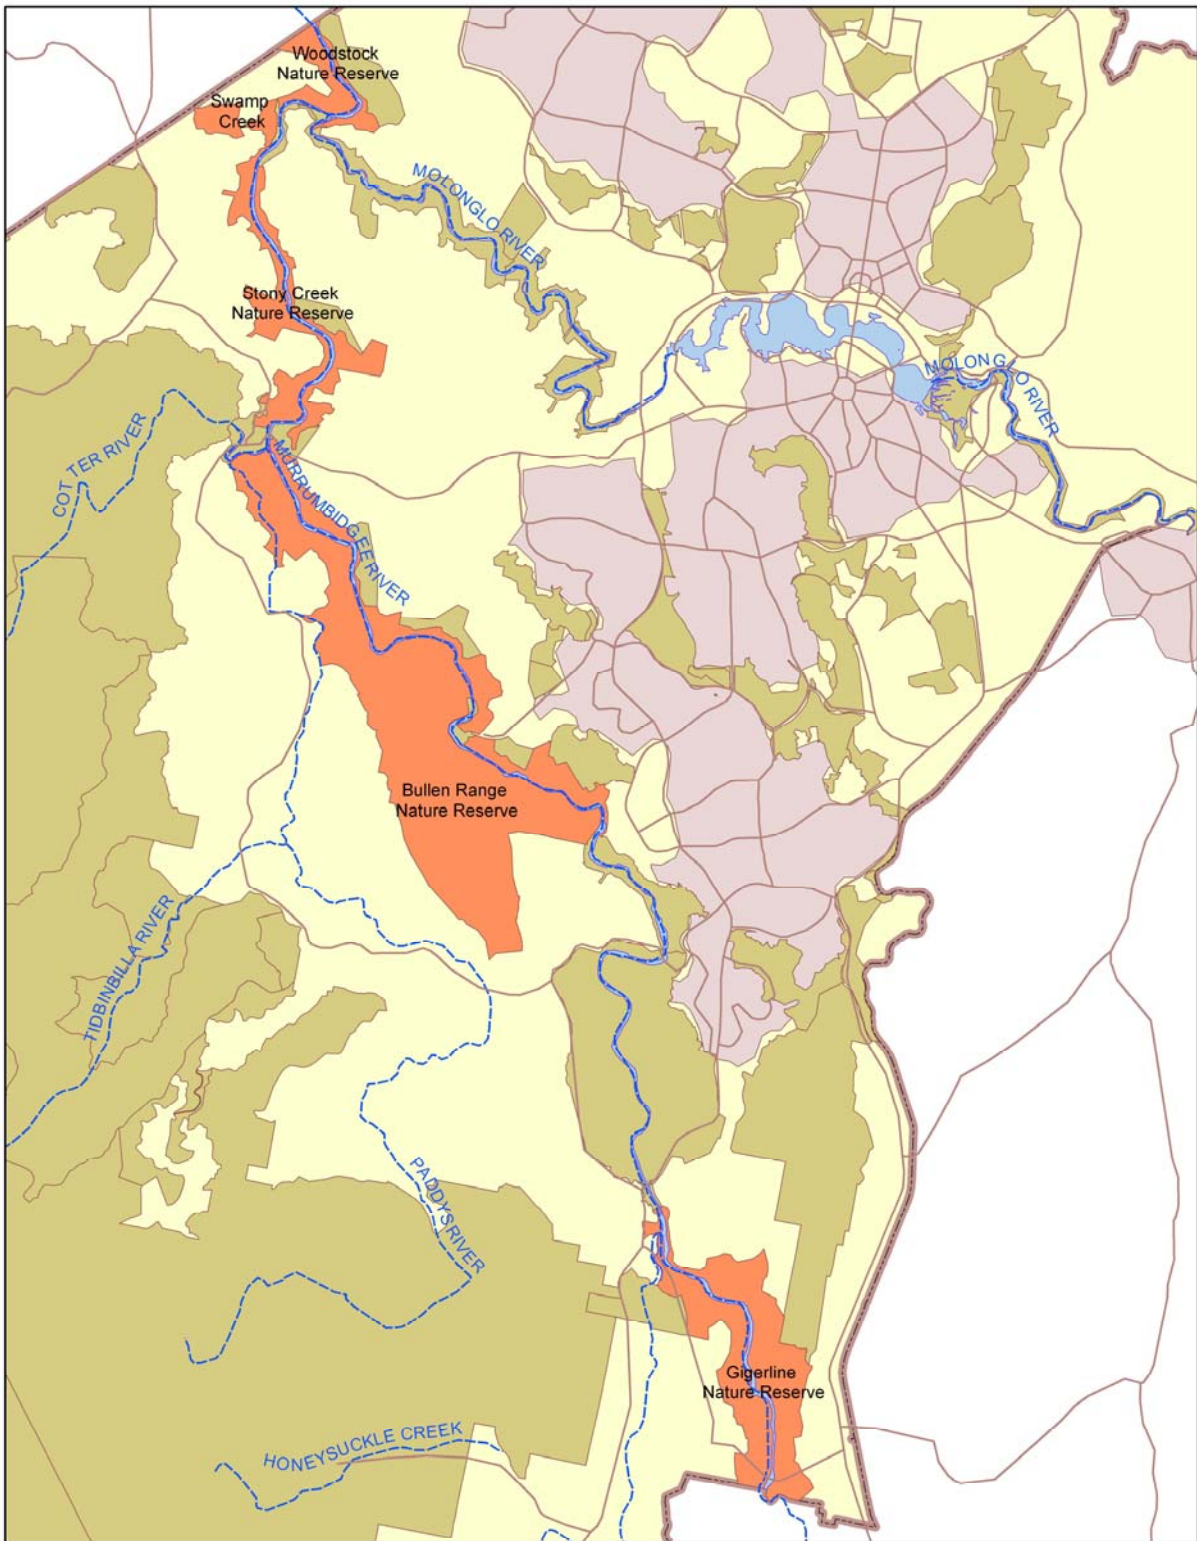 Woodstock
Nature Reserve
Swamp
Creek
MOLONGLO RIVER
Stony Creek
Nature Reserve
MOLONGLO RIVER
COTTER RIVER
MURRUMBIDGEE RIVER
Bullen Range
Nature Reserve
TIDBINBILLA RIVER
PADDYS RIVER
Gigerline
Nature Reserve
HONEYSUCKLE CREEK